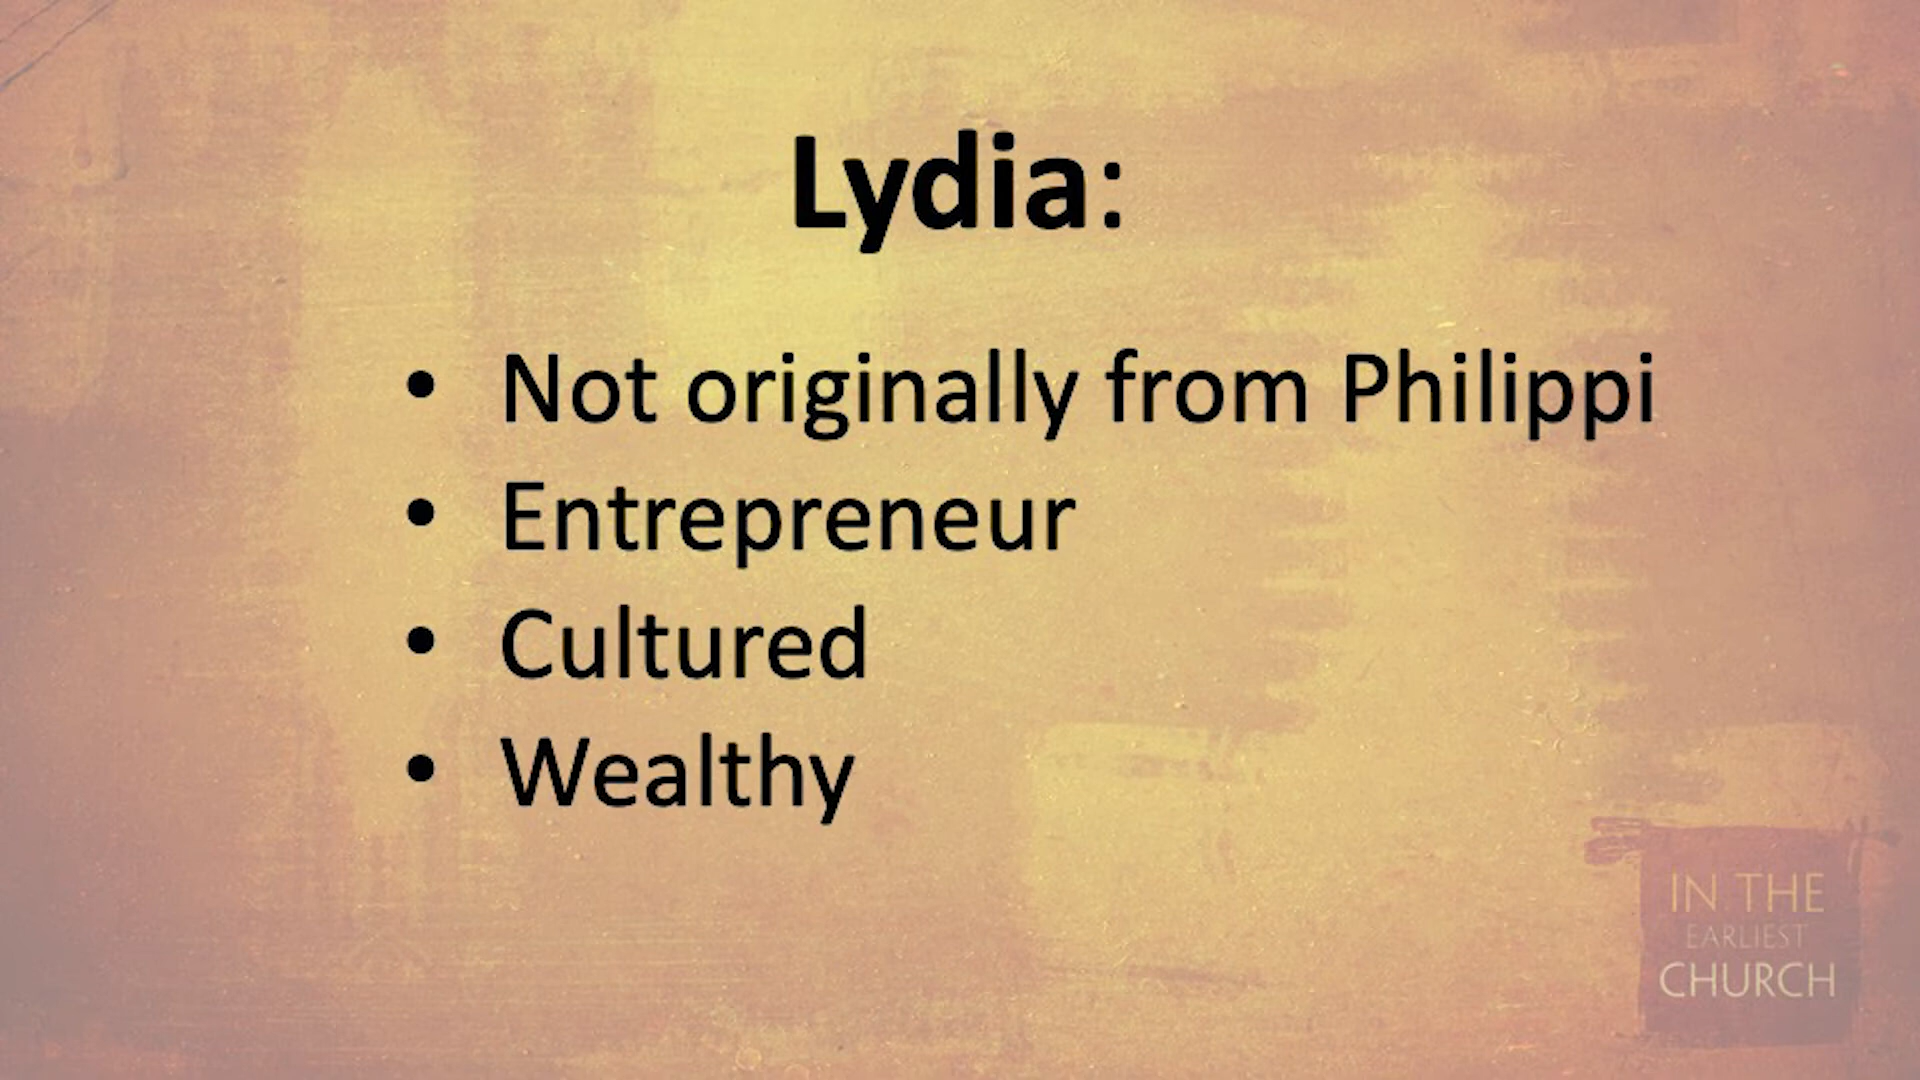 Lydia:
• Not originally from Philippi
• Entrepreneur
• Cultured
• Wealthy
IN THE
EARLIEST
CHURCH